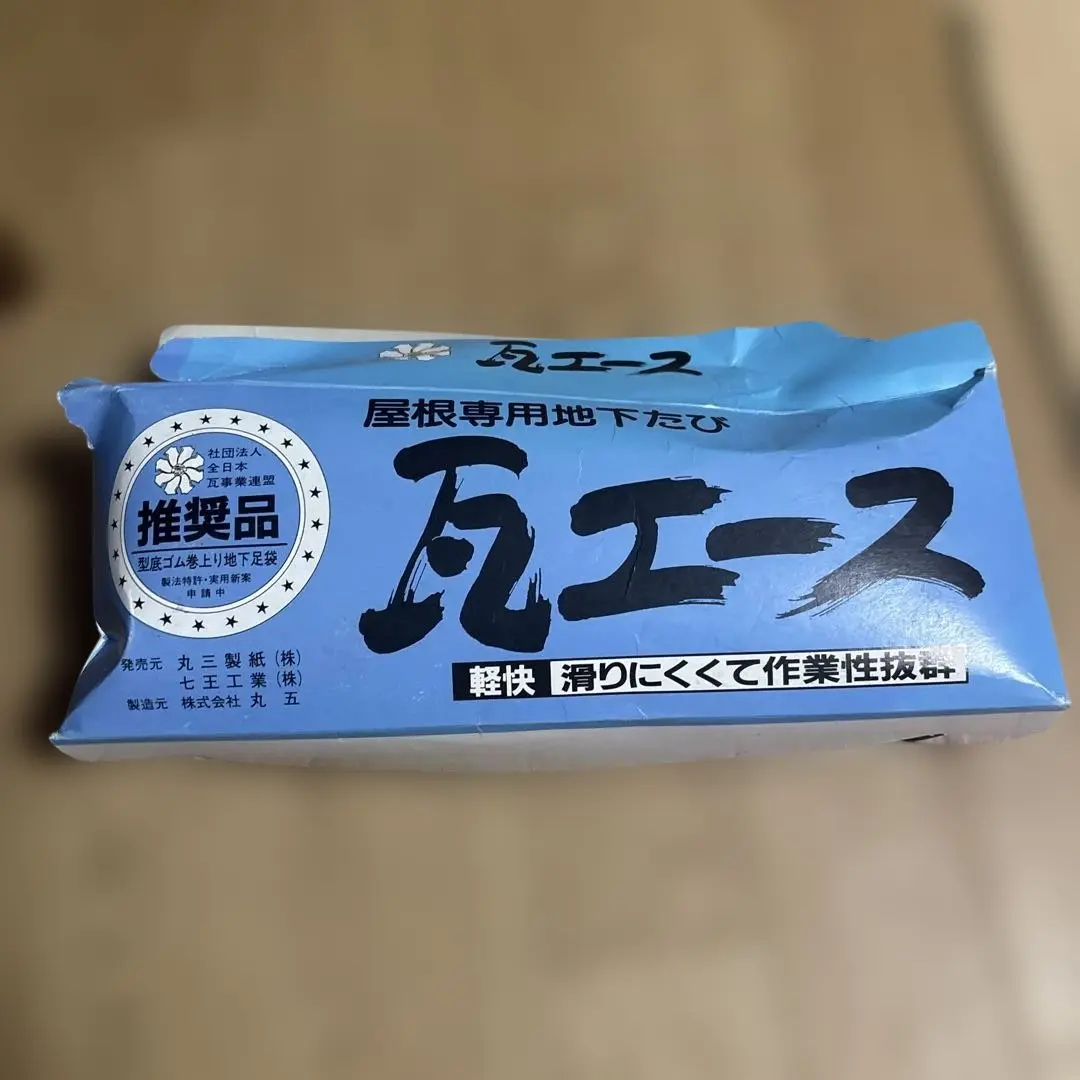 瓦エース
屋根専用地下たび
瓦エース
軽快 滑りにくくて作業性抜群
社団法人
全日本
瓦事業連盟
推奨品
型底ゴム巻上り地下足袋
製法特許・実用新案
申請中
発売元 丸三製紙(株)
七王工業(株)
製造元 株式会社 丸五